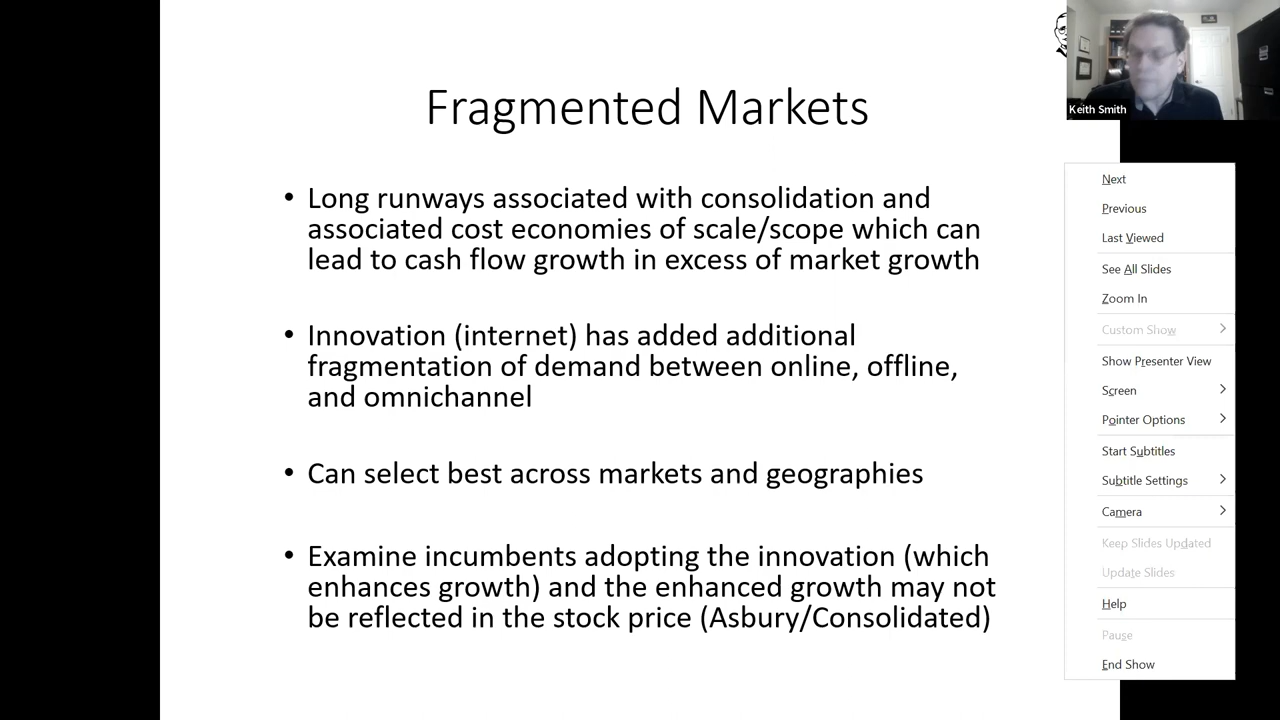 Fragmented Markets
• Long runways associated with consolidation and
associated cost economies of scale/scope which can
lead to cash flow growth in excess of market growth
• Innovation (internet) has added additional
fragmentation of demand between online, offline,
and omnichannel
• Can select best across markets and geographies
• Examine incumbents adopting the innovation (which
enhances growth) and the enhanced growth may not
be reflected in the stock price (Asbury/Consolidated)
Keith Smith
Next
Previous
Last Viewed
See All Slides
Zoom In
Custom Show
Show Presenter View
Screen
Pointer Options
Start Subtitles
Subtitle Settings
Camera
Keep Slides Updated
Update Slides
Help
Pause
End Show